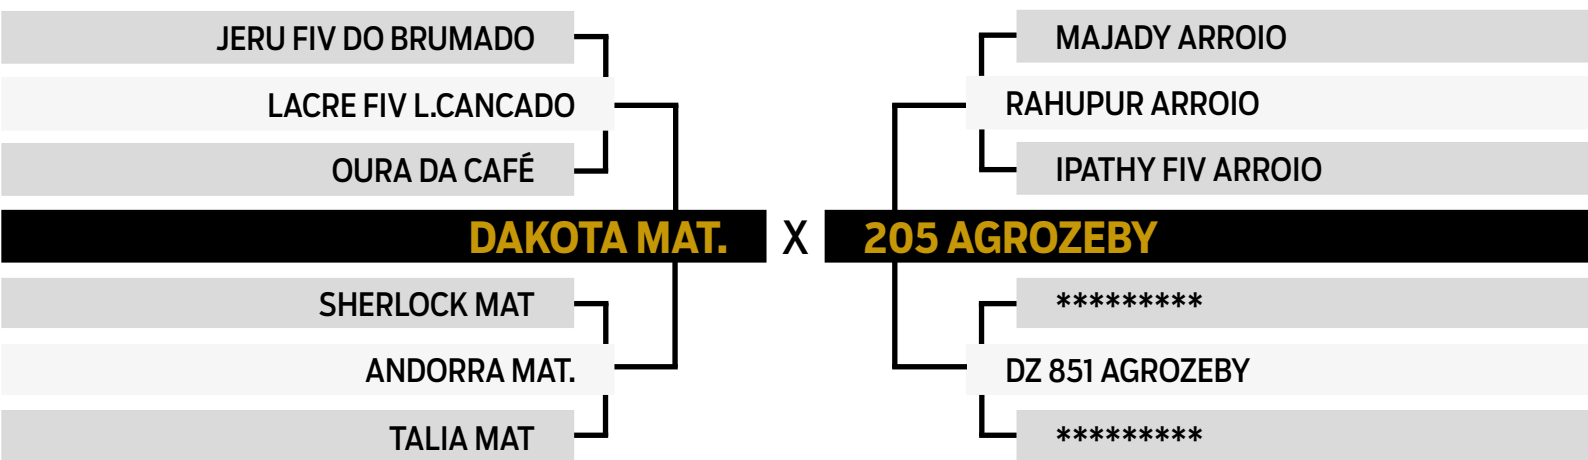 JERU FIV DO BRUMADO
LACRE FIV L.CANCADO
OURA DA CAFÉ
DAKOTA MAT. X 205 AGROZEBY
SHERLOCK MAT
ANDORRA MAT.
TALIA MAT
MAJADY ARROIO
RAHUPUR ARROIO
IPATHY FIV ARROIO
*********
DZ 851 AGROZEBY
*********